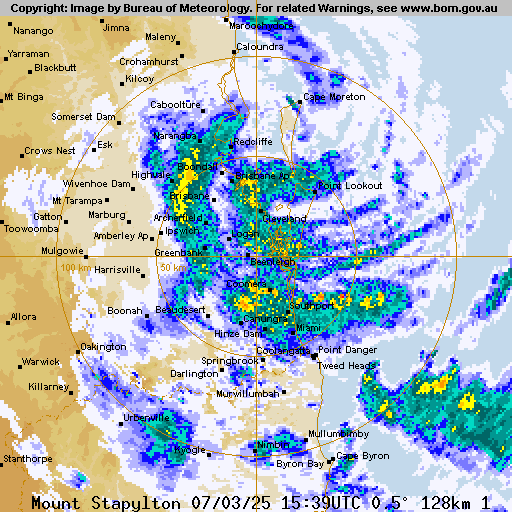 Copyright: Image by Bureau of Meteorology. For related Warnings, see www.bom.gov.au
Maroochydore
Jimna
Nanango
Maleny
Caloundra
Yarraman
Crohamhurst
Blackbutt
Kilcoy
Mt Binga
Caboolture
Cape Moreton
Somerset Dam
Narangba
Redcliffe
Esk
Crows Nest
Boondall
Highvale
Brisbane Ap
Wivenhoe Dam
Point Lookout
Brisbane
Mt Tarampa
Gatton
Marburg
Archerfield
Cleveland
Toowoomba
Ipswich
Amberley Ap
Logan
Mulgowie
Greenbank
Beenleigh
100 km
50 km
Harrisville
Coomera
Southport
Boonah
Beaudesert
Allora
Canungra
Hinze Dam
Miami
Oakington
Coolangatta
Point Danger
Warwick
Springbrook
Tweed Heads
Darlington
Killarney
Murwillumbah
Urbenville
Mullumbimby
Nimbin
Kyogle
Cape Byron
Stanthorpe
Byron Bay
Mount Stapylton 07/03/25 15:39UTC 0.5° 128km 1